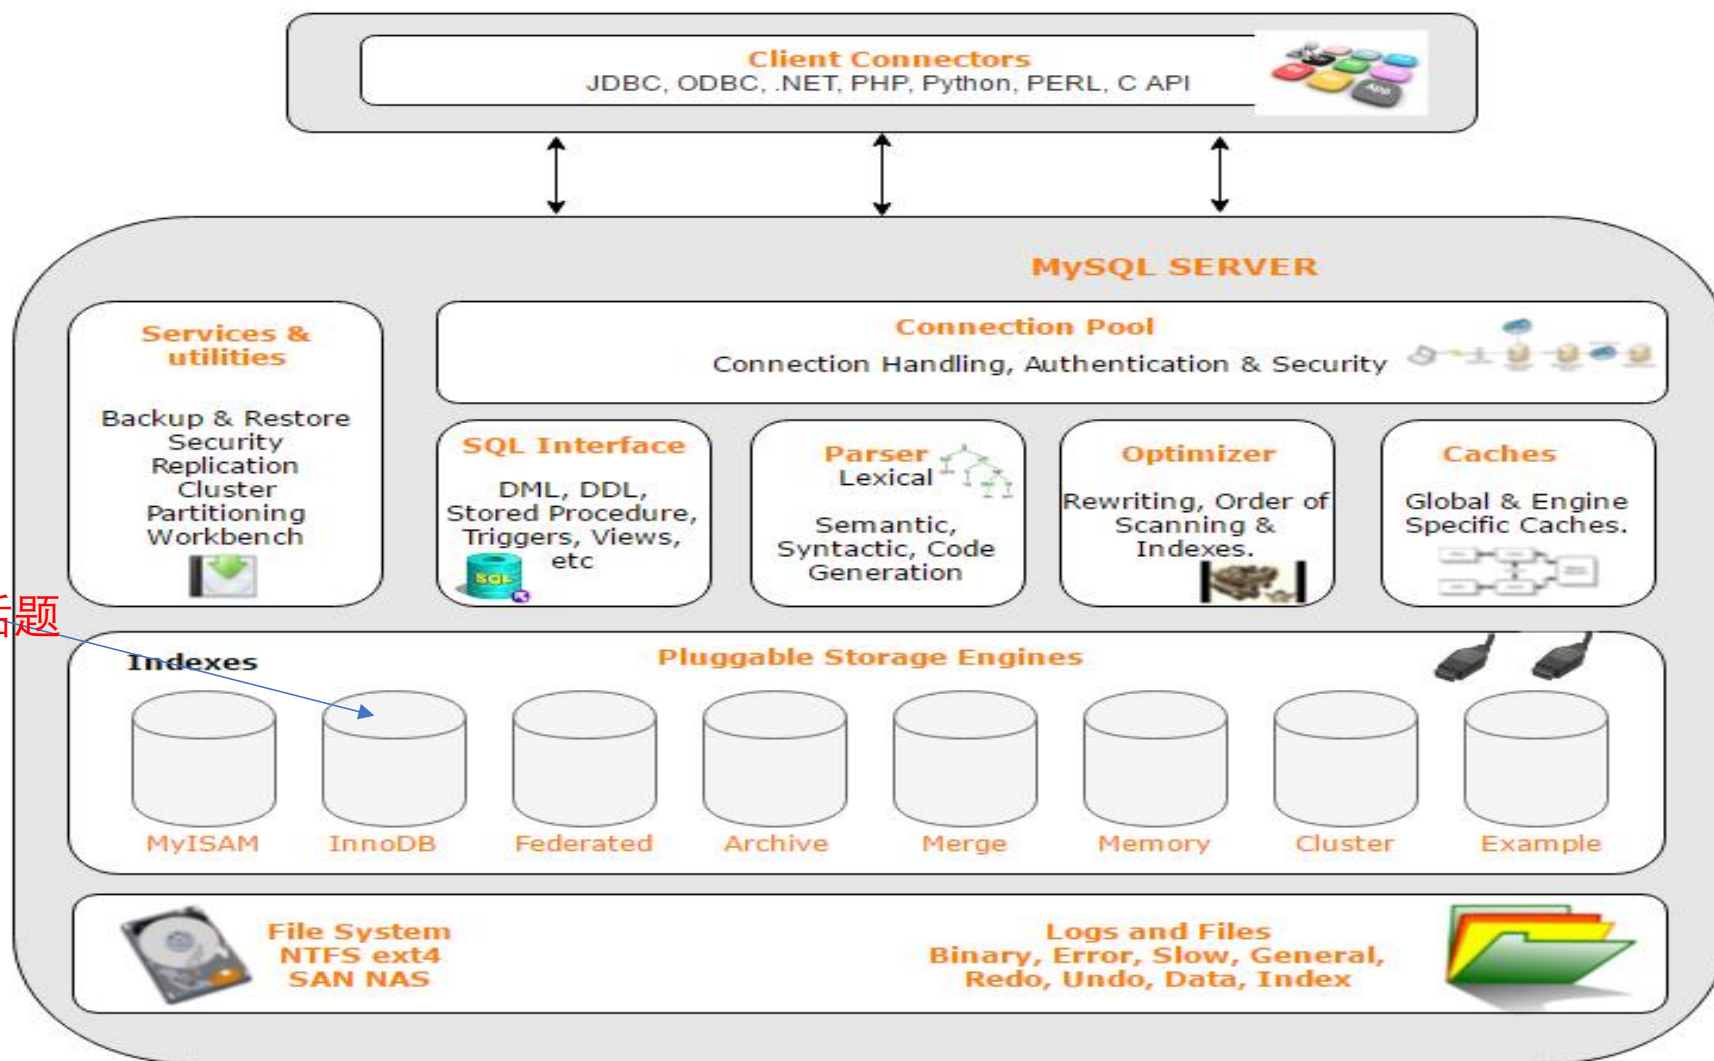 Client Connectors
JDBC, ODBC, .NET, PHP, Python, PERL, C API
App
MySQL SERVER
Services &
utilities
Backup & Restore
Security
Replication
Cluster
Partitioning
Workbench
Connection Pool
Connection Handling, Authentication & Security
SQL Interface
DML, DDL,
Stored Procedure,
Triggers, Views,
etc
SQL
Parser
Lexical
Semantic,
Syntactic, Code
Generation
Optimizer
Rewriting, Order of
Scanning &
Indexes.
Caches
Global & Engine
Specific Caches.
话题
Indexes
Pluggable Storage Engines
MyISAM
InnoDB
Federated
Archive
Merge
Memory
Cluster
Example
File System
NTFS ext4
SAN NAS
Logs and Files
Binary, Error, Slow, General,
Redo, Undo, Data, Index